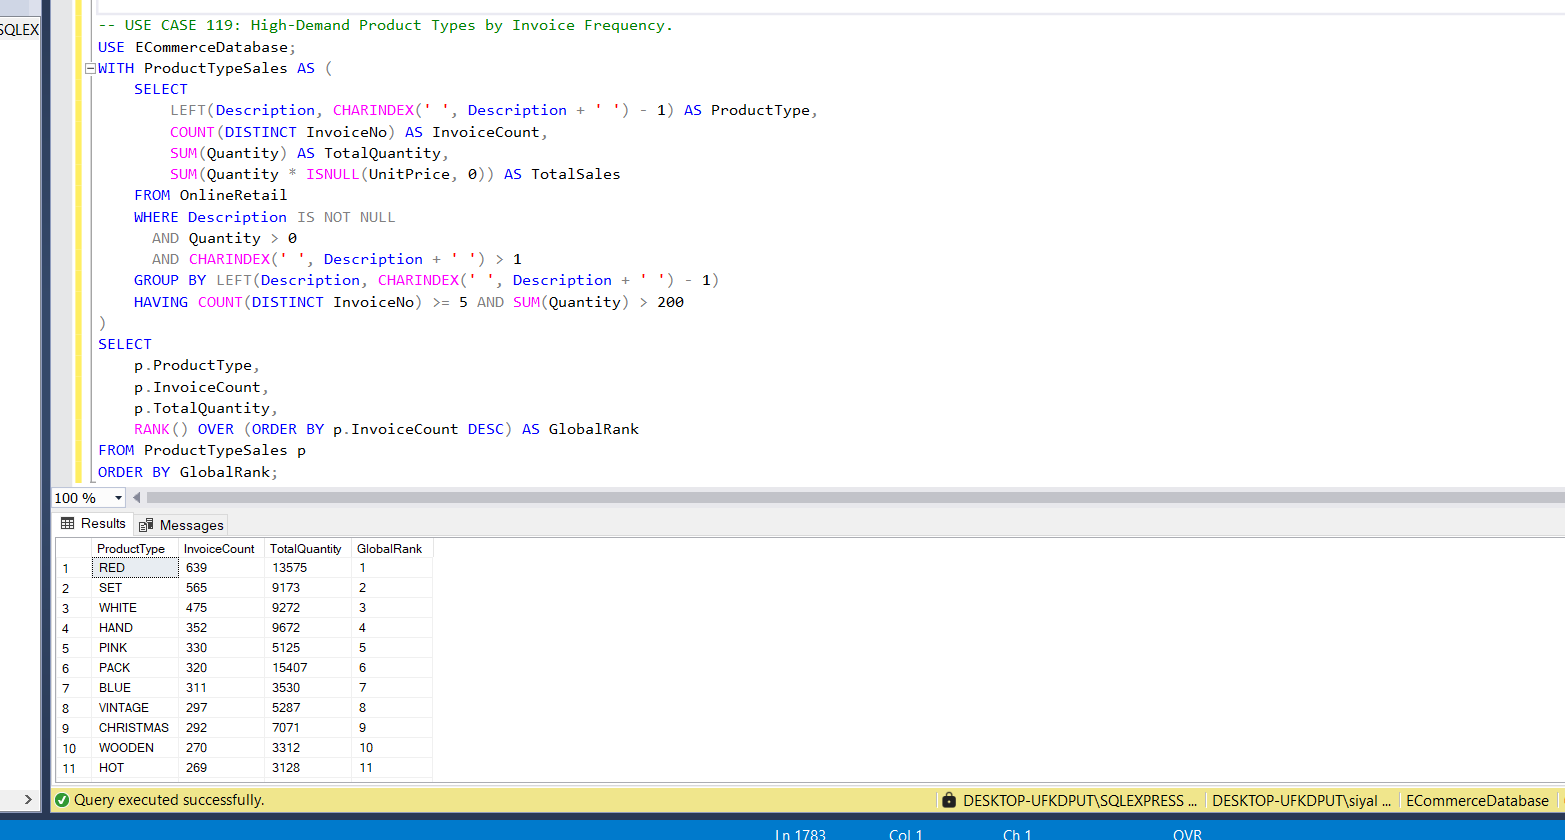 SQLEX
-- USE CASE 119: High-Demand Product Types by Invoice Frequency.
USE ECommerceDatabase;
WITH ProductTypeSales AS (
    SELECT
        LEFT(Description, CHARINDEX(' ', Description + ' ') - 1) AS ProductType,
        COUNT(DISTINCT InvoiceNo) AS InvoiceCount,
        SUM(Quantity) AS TotalQuantity,
        SUM(Quantity * ISNULL(UnitPrice, 0)) AS TotalSales
    FROM OnlineRetail
    WHERE Description IS NOT NULL
      AND Quantity > 0
      AND CHARINDEX(' ', Description + ' ') > 1
    GROUP BY LEFT(Description, CHARINDEX(' ', Description + ' ') - 1)
    HAVING COUNT(DISTINCT InvoiceNo) >= 5 AND SUM(Quantity) > 200
)
SELECT
    p.ProductType,
    p.InvoiceCount,
    p.TotalQuantity,
    RANK() OVER (ORDER BY p.InvoiceCount DESC) AS GlobalRank
FROM ProductTypeSales p
ORDER BY GlobalRank;
100 %
Results Messages
ProductType InvoiceCount TotalQuantity GlobalRank
1 RED 639 13575 1
2 SET 565 9173 2
3 WHITE 475 9272 3
4 HAND 352 9672 4
5 PINK 330 5125 5
6 PACK 320 15407 6
7 BLUE 311 3530 7
8 VINTAGE 297 5287 8
9 CHRISTMAS 292 7071 9
10 WOODEN 270 3312 10
11 HOT 269 3128 11
Query executed successfully. DESKTOP-UFKDPUT\SQLEXPRESS ... DESKTOP-UFKDPUT\siyal ... ECommerceDatabase
Ln 1783 Col 1 Ch 1 OVR